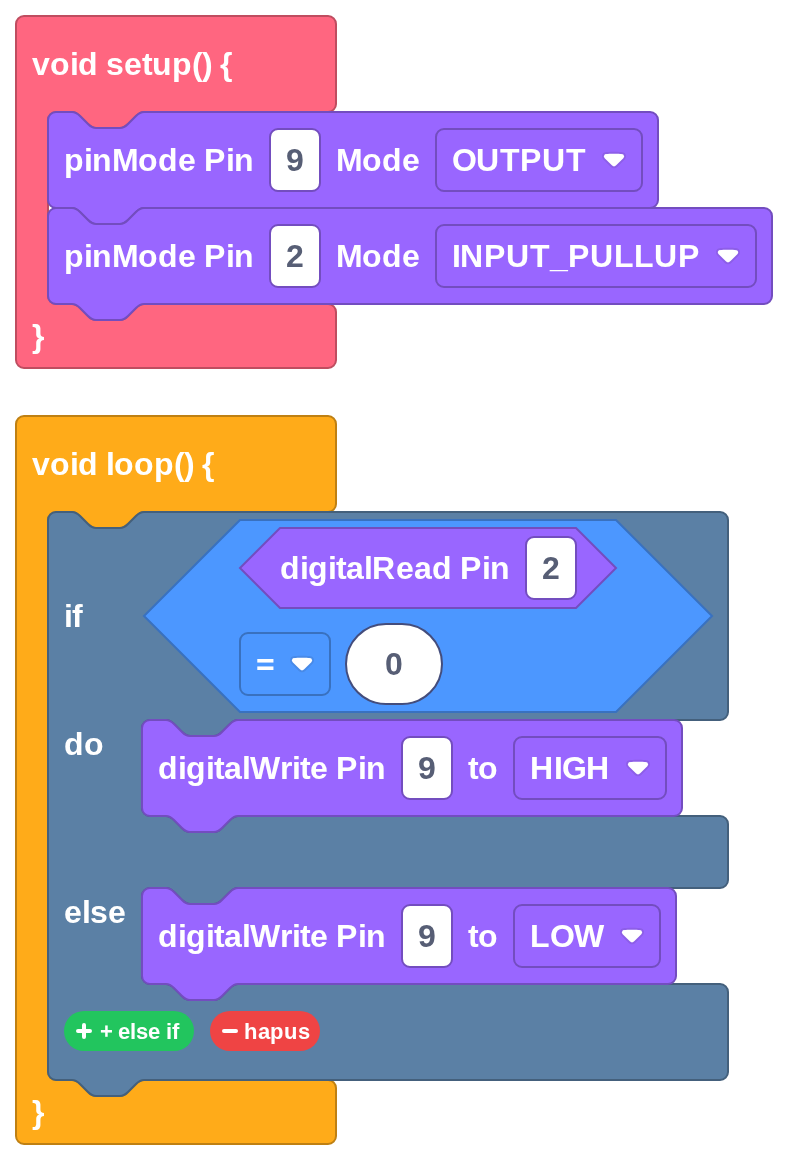 void setup() {
pinMode Pin 9 Mode OUTPUT
pinMode Pin 2 Mode INPUT_PULLUP
}
void loop() {
digitalRead Pin 2
if
= 0
do
digitalWrite Pin 9 to HIGH
else
digitalWrite Pin 9 to LOW
+ else if hapus
}